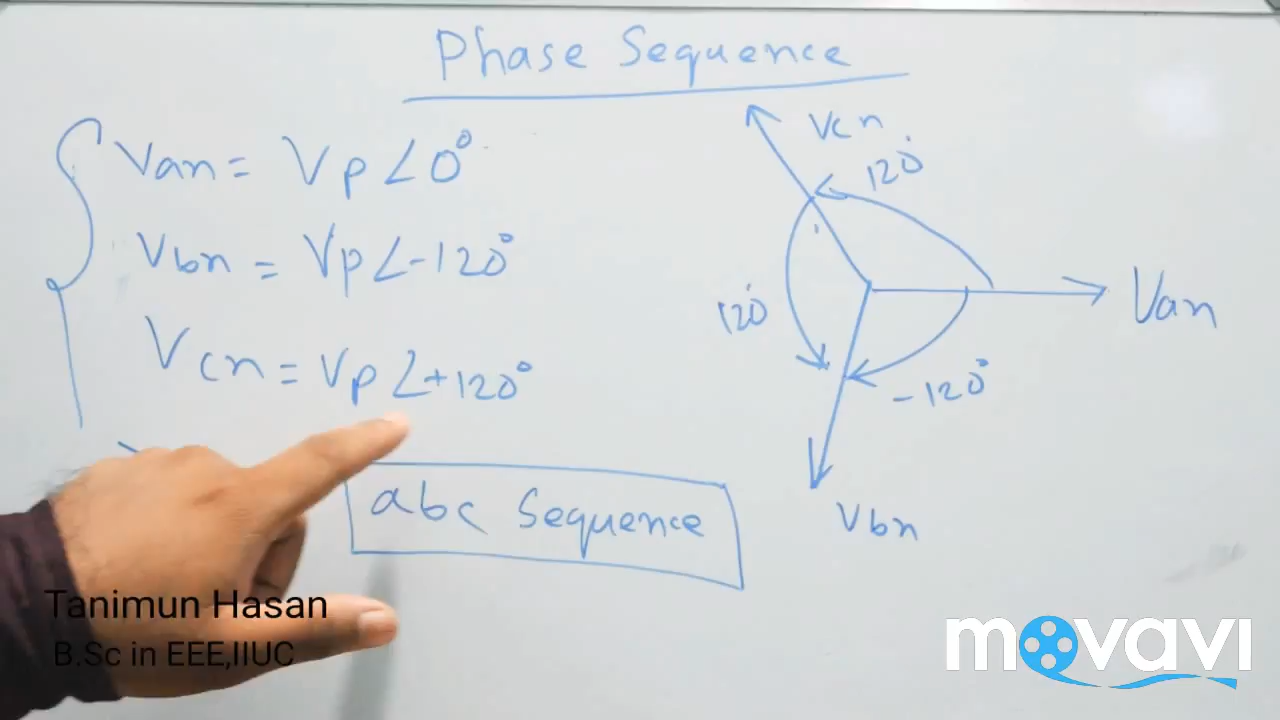 Phase Sequence
Van = Vp∠0°
Vbn = Vp∠-120°
Vcn = Vp∠+120°
abc Sequence
Vcn
120°
Van
120°
-120°
Vbn
Tanimun Hasan
B.Sc in EEE,IIUC
movavi